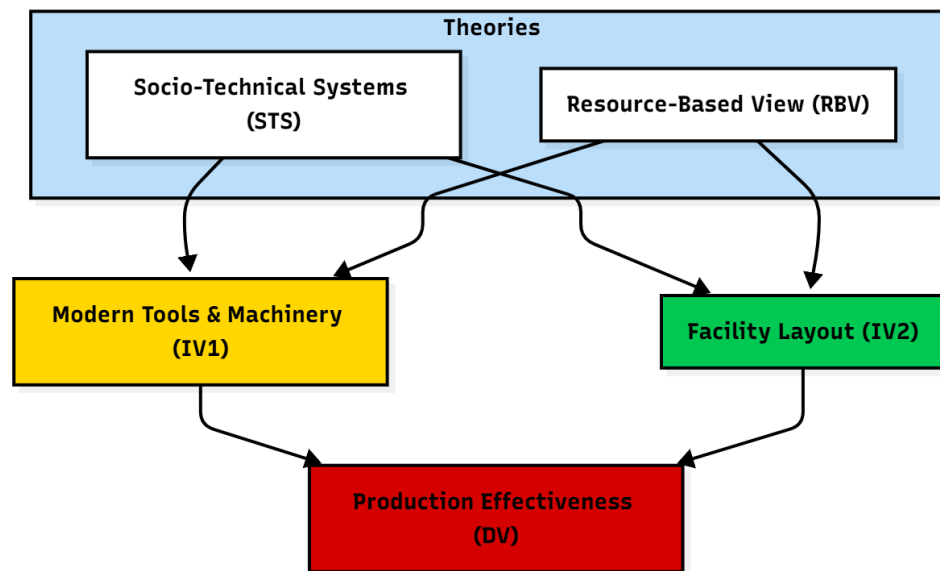 Theories
Socio-Technical Systems
(STS)
Resource-Based View (RBV)
Modern Tools & Machinery
(IV1)
Facility Layout (IV2)
Production Effectiveness
(DV)